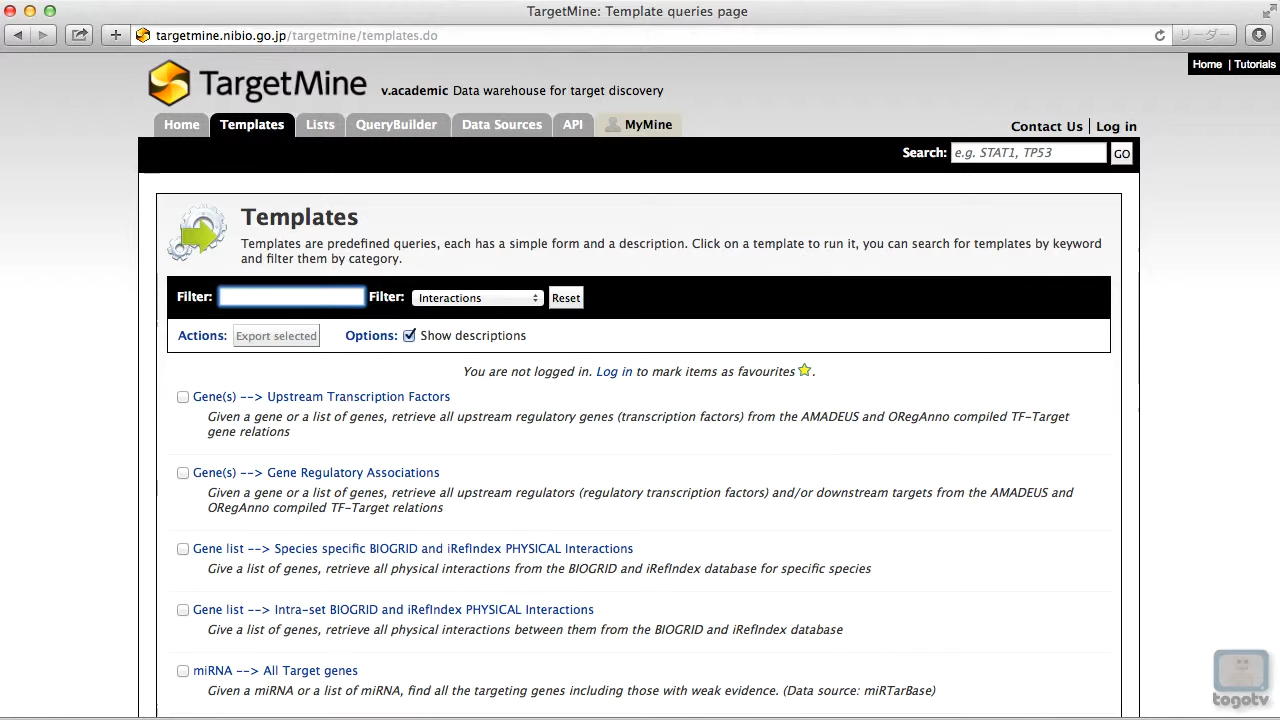 TargetMine: Template queries page
targetmine.nibio.go.jp/targetmine/templates.do
リーダー
Home | Tutorials
TargetMine v.academic Data warehouse for target discovery
Home Templates Lists QueryBuilder Data Sources API MyMine
Contact Us | Log in
Search: e.g. STAT1, TP53 GO
Templates
Templates are predefined queries, each has a simple form and a description. Click on a template to run it, you can search for templates by keyword
and filter them by category.
Filter: Filter: Interactions Reset
Actions: Export selected Options: Show descriptions
You are not logged in. Log in to mark items as favourites .
Gene(s) --> Upstream Transcription Factors
Given a gene or a list of genes, retrieve all upstream regulatory genes (transcription factors) from the AMADEUS and ORegAnno compiled TF-Target
gene relations
Gene(s) --> Gene Regulatory Associations
Given a gene or a list of genes, retrieve all upstream regulators (regulatory transcription factors) and/or downstream targets from the AMADEUS and
ORegAnno compiled TF-Target relations
Gene list --> Species specific BIOGRID and iRefIndex PHYSICAL Interactions
Give a list of genes, retrieve all physical interactions from the BIOGRID and iRefIndex database for specific species
Gene list --> Intra-set BIOGRID and iRefIndex PHYSICAL Interactions
Give a list of genes, retrieve all physical interactions between them from the BIOGRID and iRefIndex database
miRNA --> All Target genes
Given a miRNA or a list of miRNA, find all the targeting genes including those with weak evidence. (Data source: miRTarBase)
togotv